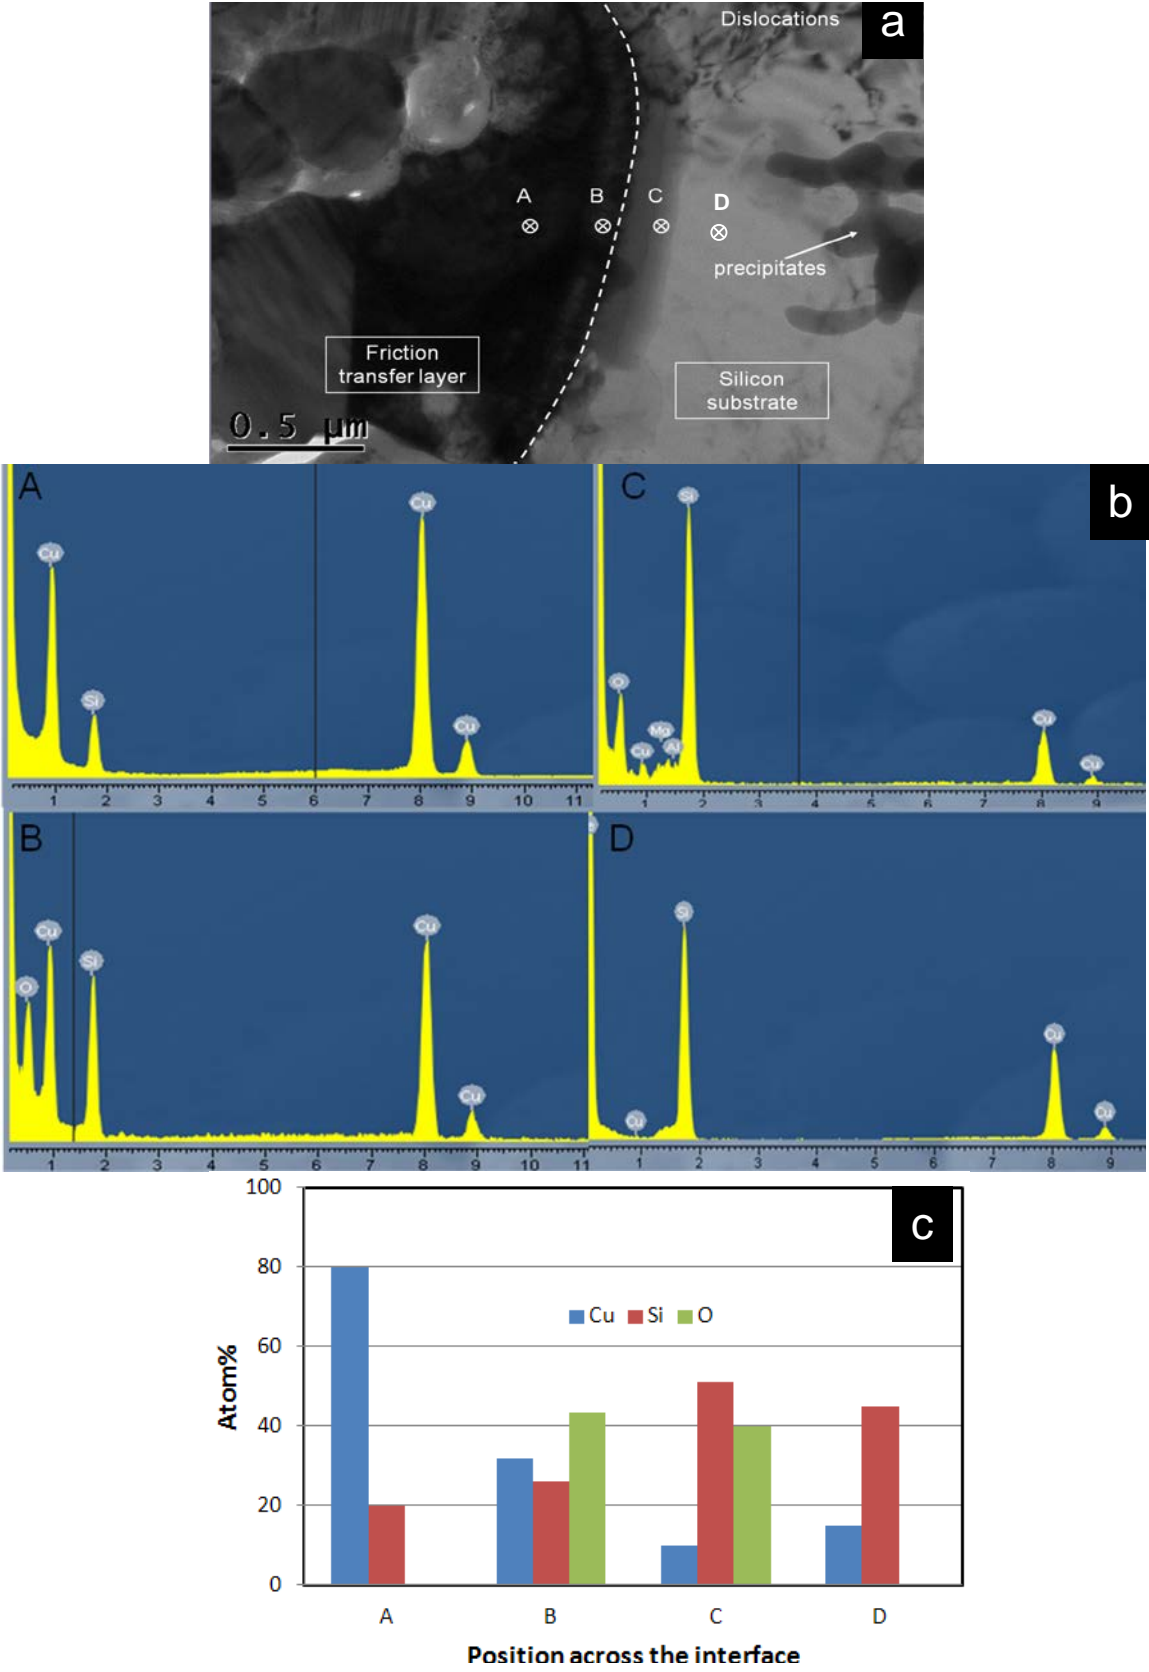 Dislocations
a
A
B
C
D
precipitates
Friction
transfer layer
Silicon
substrate
0.5 µm
A
Cu
Cu
Si
Cu
1 2 3 4 5 6 7 8 9 10 11
C
b
Si
O
Cu
Mg
Al
Cu
Cu
1 2 3 4 5 6 7 8 9
B
O
Cu
Si
Cu
Cu
1 2 3 4 5 6 7 8 9 10 11
D
Si
Cu
Cu
Cu
1 2 3 4 5 6 7 8 9
c
Atom%
100
80
60
40
20
0
Cu Si O
A B C D
Position across the interface